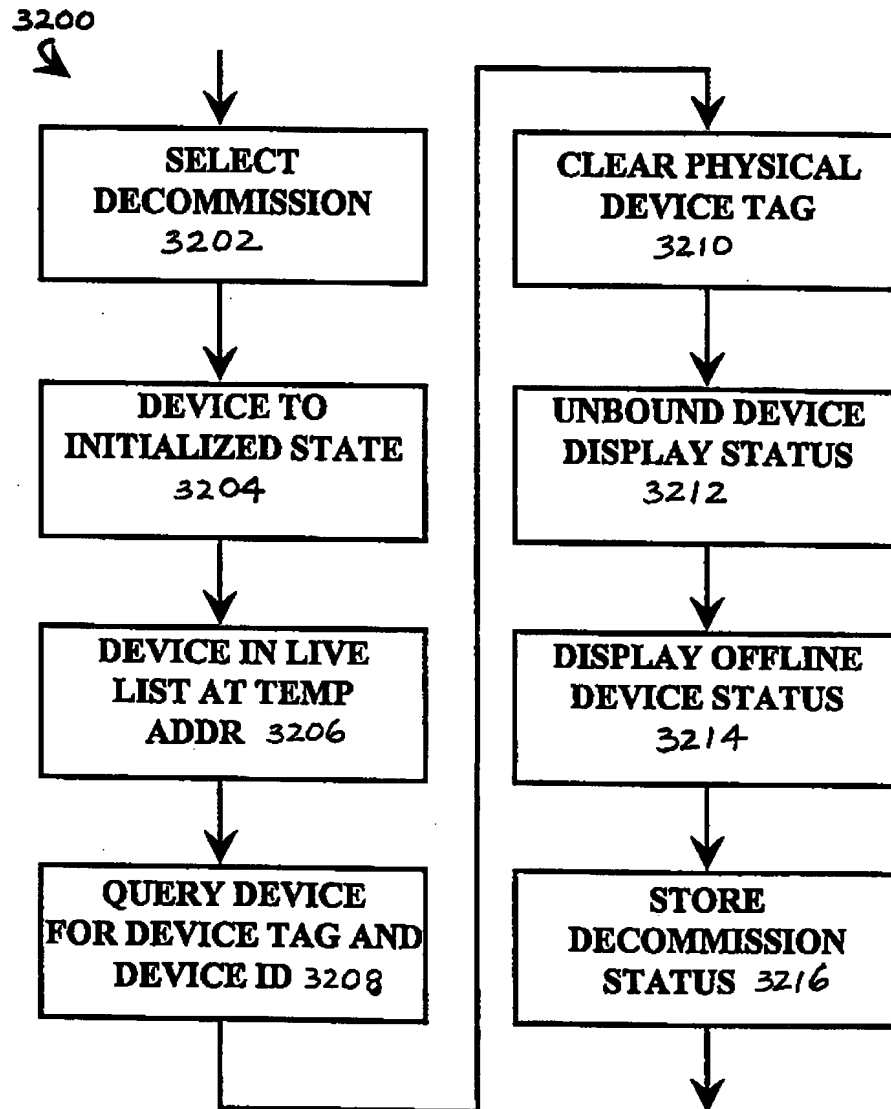 3200
SELECT
DECOMMISSION
3202
DEVICE TO
INITIALIZED STATE
3204
DEVICE IN LIVE
LIST AT TEMP
ADDR 3206
QUERY DEVICE
FOR DEVICE TAG AND
DEVICE ID 3208
CLEAR PHYSICAL
DEVICE TAG
3210
UNBOUND DEVICE
DISPLAY STATUS
3212
DISPLAY OFFLINE
DEVICE STATUS
3214
STORE
DECOMMISSION
STATUS 3216